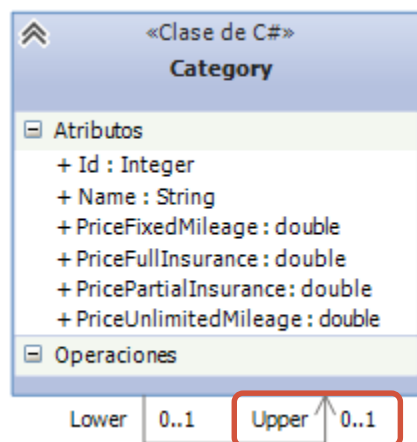 «Clase de C#»
Category
Atributos
+ Id : Integer
+ Name : String
+ PriceFixedMileage : double
+ PriceFullInsurance : double
+ PricePartialInsurance : double
+ PriceUnlimitedMileage : double
Operaciones
Lower 0..1 Upper 0..1